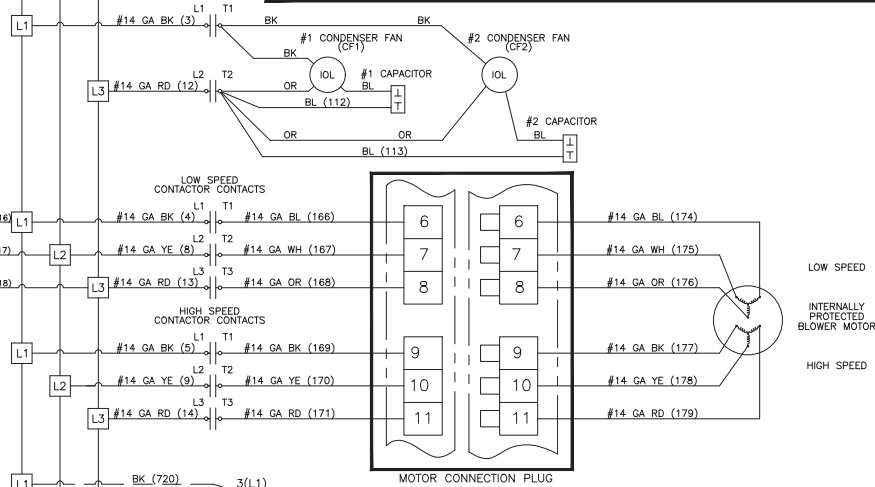 L1 #14 GA BK (3) L1 T1 BK BK
#1 CONDENSER FAN
(CF1)
#2 CONDENSER FAN
(CF2)
BK
IOL
IOL
L3 #14 GA RD (12) L2 T2 OR
#1 CAPACITOR
BL
BL (112)
#2 CAPACITOR
OR OR BL
BL (113)
LOW SPEED
CONTACTOR CONTACTS
L1 #14 GA BK (4) L1 T1 #14 GA BL (166) 6 6 #14 GA BL (174)
L2 #14 GA YE (8) L2 T2 #14 GA WH (167) 7 7 #14 GA WH (175)
L3 #14 GA RD (13) L3 T3 #14 GA OR (168) 8 8 #14 GA OR (176)
LOW SPEED
INTERNALLY
PROTECTED
BLOWER MOTOR
HIGH SPEED
HIGH SPEED
CONTACTOR CONTACTS
L1 #14 GA BK (5) L1 T1 #14 GA BK (169) 9 9 #14 GA BK (177)
L2 #14 GA YE (9) L2 T2 #14 GA YE (170) 10 10 #14 GA YE (178)
L3 #14 GA RD (14) L3 T3 #14 GA RD (171) 11 11 #14 GA RD (179)
MOTOR CONNECTION PLUG
L1 BK (720) 3(L1)